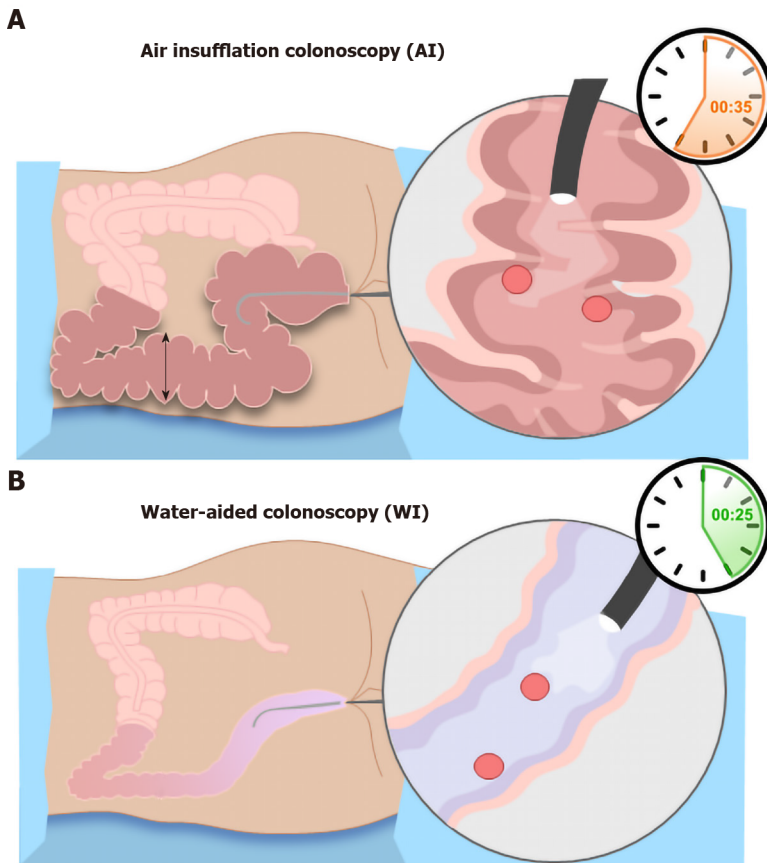 A
Air insufflation colonoscopy (AI)
00:35
B
Water-aided colonoscopy (WI)
00:25